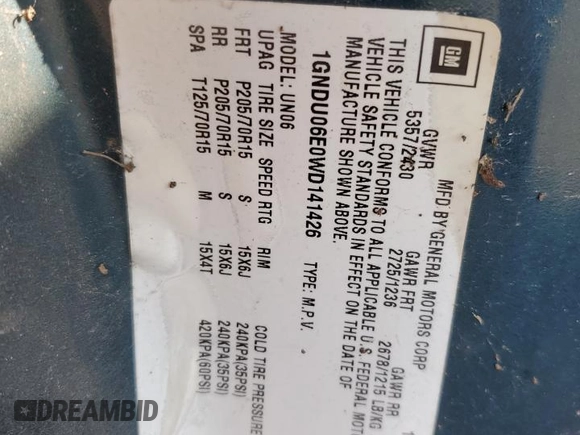 GM
MFD BY GENERAL MOTORS CORP
GVWR GAWR FRT GAWR RR
5357/2430 2725/1236 2678/1215 LB/KG
THIS VEHICLE CONFORMS TO ALL APPLICABLE U.S. FEDERAL MOT
VEHICLE SAFETY STANDARDS IN EFFECT ON THE DATE OF
MANUFACTURE SHOWN ABOVE.
1GNDU06E0WD141426 TYPE: M.P.V.
MODEL: UN06
UPAG TIRE SIZE SPEED RTG RIM COLD TIRE PRESSURE
FRT P205/70R15 S 15X6J 240KPA(35PSI)
RR P205/70R15 S 15X6J 240KPA(35PSI)
SPA T125/70R15 M 15X4T 420KPA(60PSI)
DREAMBID